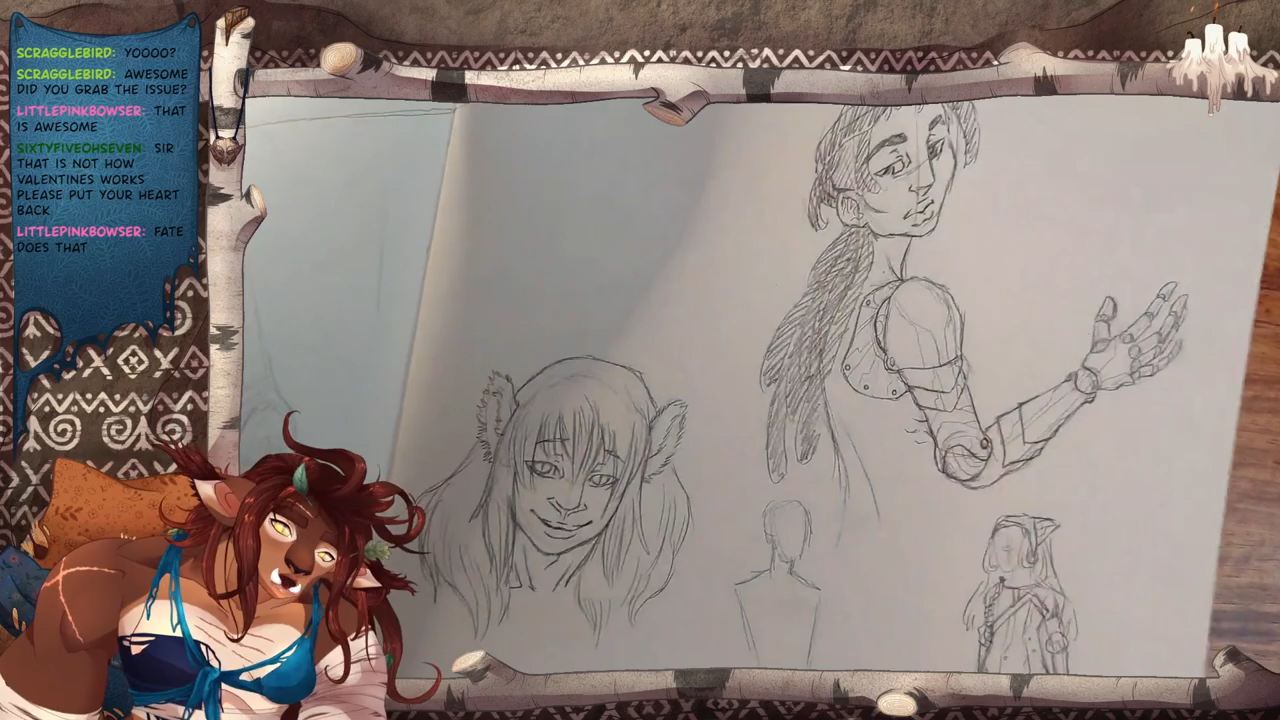 SCRAGGLEBIRD: YOOOO?
SCRAGGLEBIRD: AWESOME
DID YOU GRAB THE ISSUE?
LITTLEPINKBOWSER: THAT
IS AWESOME
SIXTYFIVEOHSEVEN: SIR
THAT IS NOT HOW
VALENTINES WORKS
PLEASE PUT YOUR HEART
BACK
LITTLEPINKBOWSER: FATE
DOES THAT